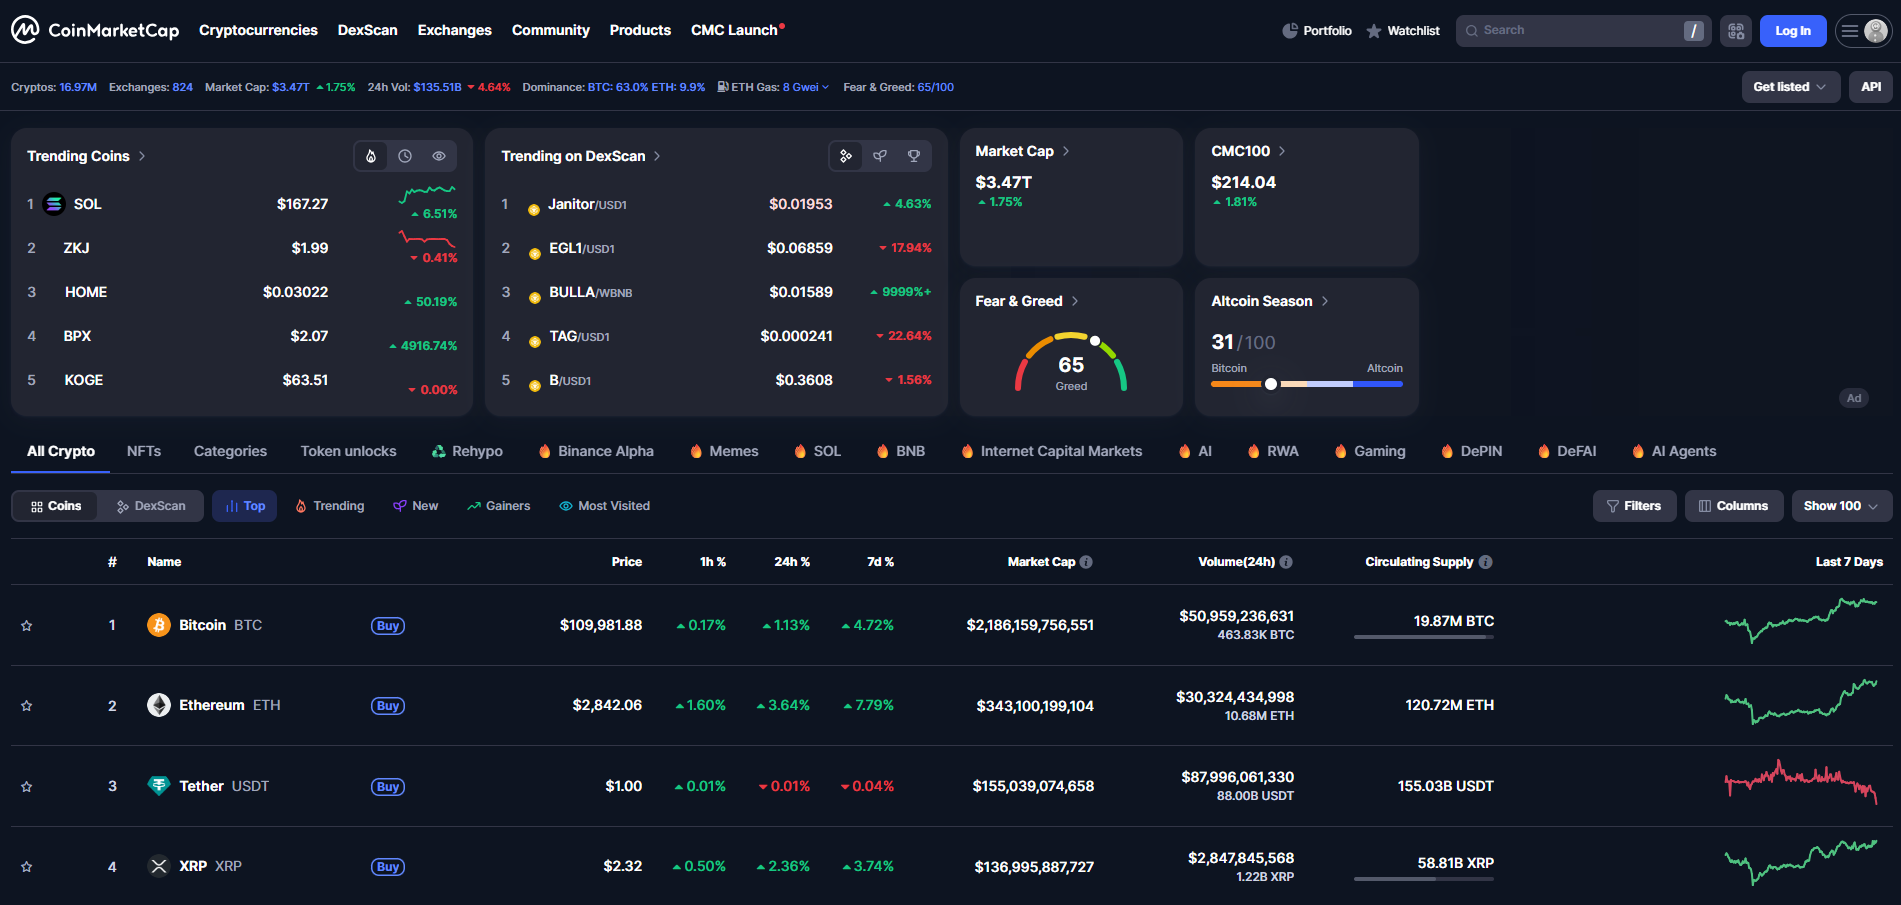 CoinMarketCap Cryptocurrencies DexScan Exchanges Community Products CMC Launch Portfolio Watchlist Search / Log In
Cryptos: 16.97M Exchanges: 824 Market Cap: $3.47T 1.75% 24h Vol: $135.51B 4.64% Dominance: BTC: 63.0% ETH: 9.9% ETH Gas: 8 Gwei Fear & Greed: 65/100 Get listed API
Trending Coins
1 SOL $167.27 6.51%
2 ZKJ $1.99 0.41%
3 HOME $0.03022 50.19%
4 BPX $2.07 4916.74%
5 KOGE $63.51 0.00%
Trending on DexScan
1 Janitor/USD1 $0.01953 4.63%
2 EGL1/USD1 $0.06859 17.94%
3 BULLA/WBNB $0.01589 9999%+
4 TAG/USD1 $0.000241 22.64%
5 B/USD1 $0.3608 1.56%
Market Cap
$3.47T
1.75%
CMC100
$214.04
1.81%
Fear & Greed
65
Greed
Altcoin Season
31/100
Bitcoin Altcoin
Ad
All Crypto NFTs Categories Token unlocks Rehypo Binance Alpha Memes SOL BNB Internet Capital Markets AI RWA Gaming DePIN DeFAI AI Agents
Coins DexScan Top Trending New Gainers Most Visited Filters Columns Show 100
# Name Price 1h % 24h % 7d % Market Cap Volume(24h) Circulating Supply Last 7 Days
1 Bitcoin BTC Buy $109,981.88 0.17% 1.13% 4.72% $2,186,159,756,551 $50,959,236,631 19.87M BTC
463.83K BTC
2 Ethereum ETH Buy $2,842.06 1.60% 3.64% 7.79% $343,100,199,104 $30,324,434,998 120.72M ETH
10.68M ETH
3 Tether USDT Buy $1.00 0.01% 0.01% 0.04% $155,039,074,658 $87,996,061,330 155.03B USDT
88.00B USDT
4 XRP XRP Buy $2.32 0.50% 2.36% 3.74% $136,995,887,727 $2,847,845,568 58.81B XRP
1.22B XRP